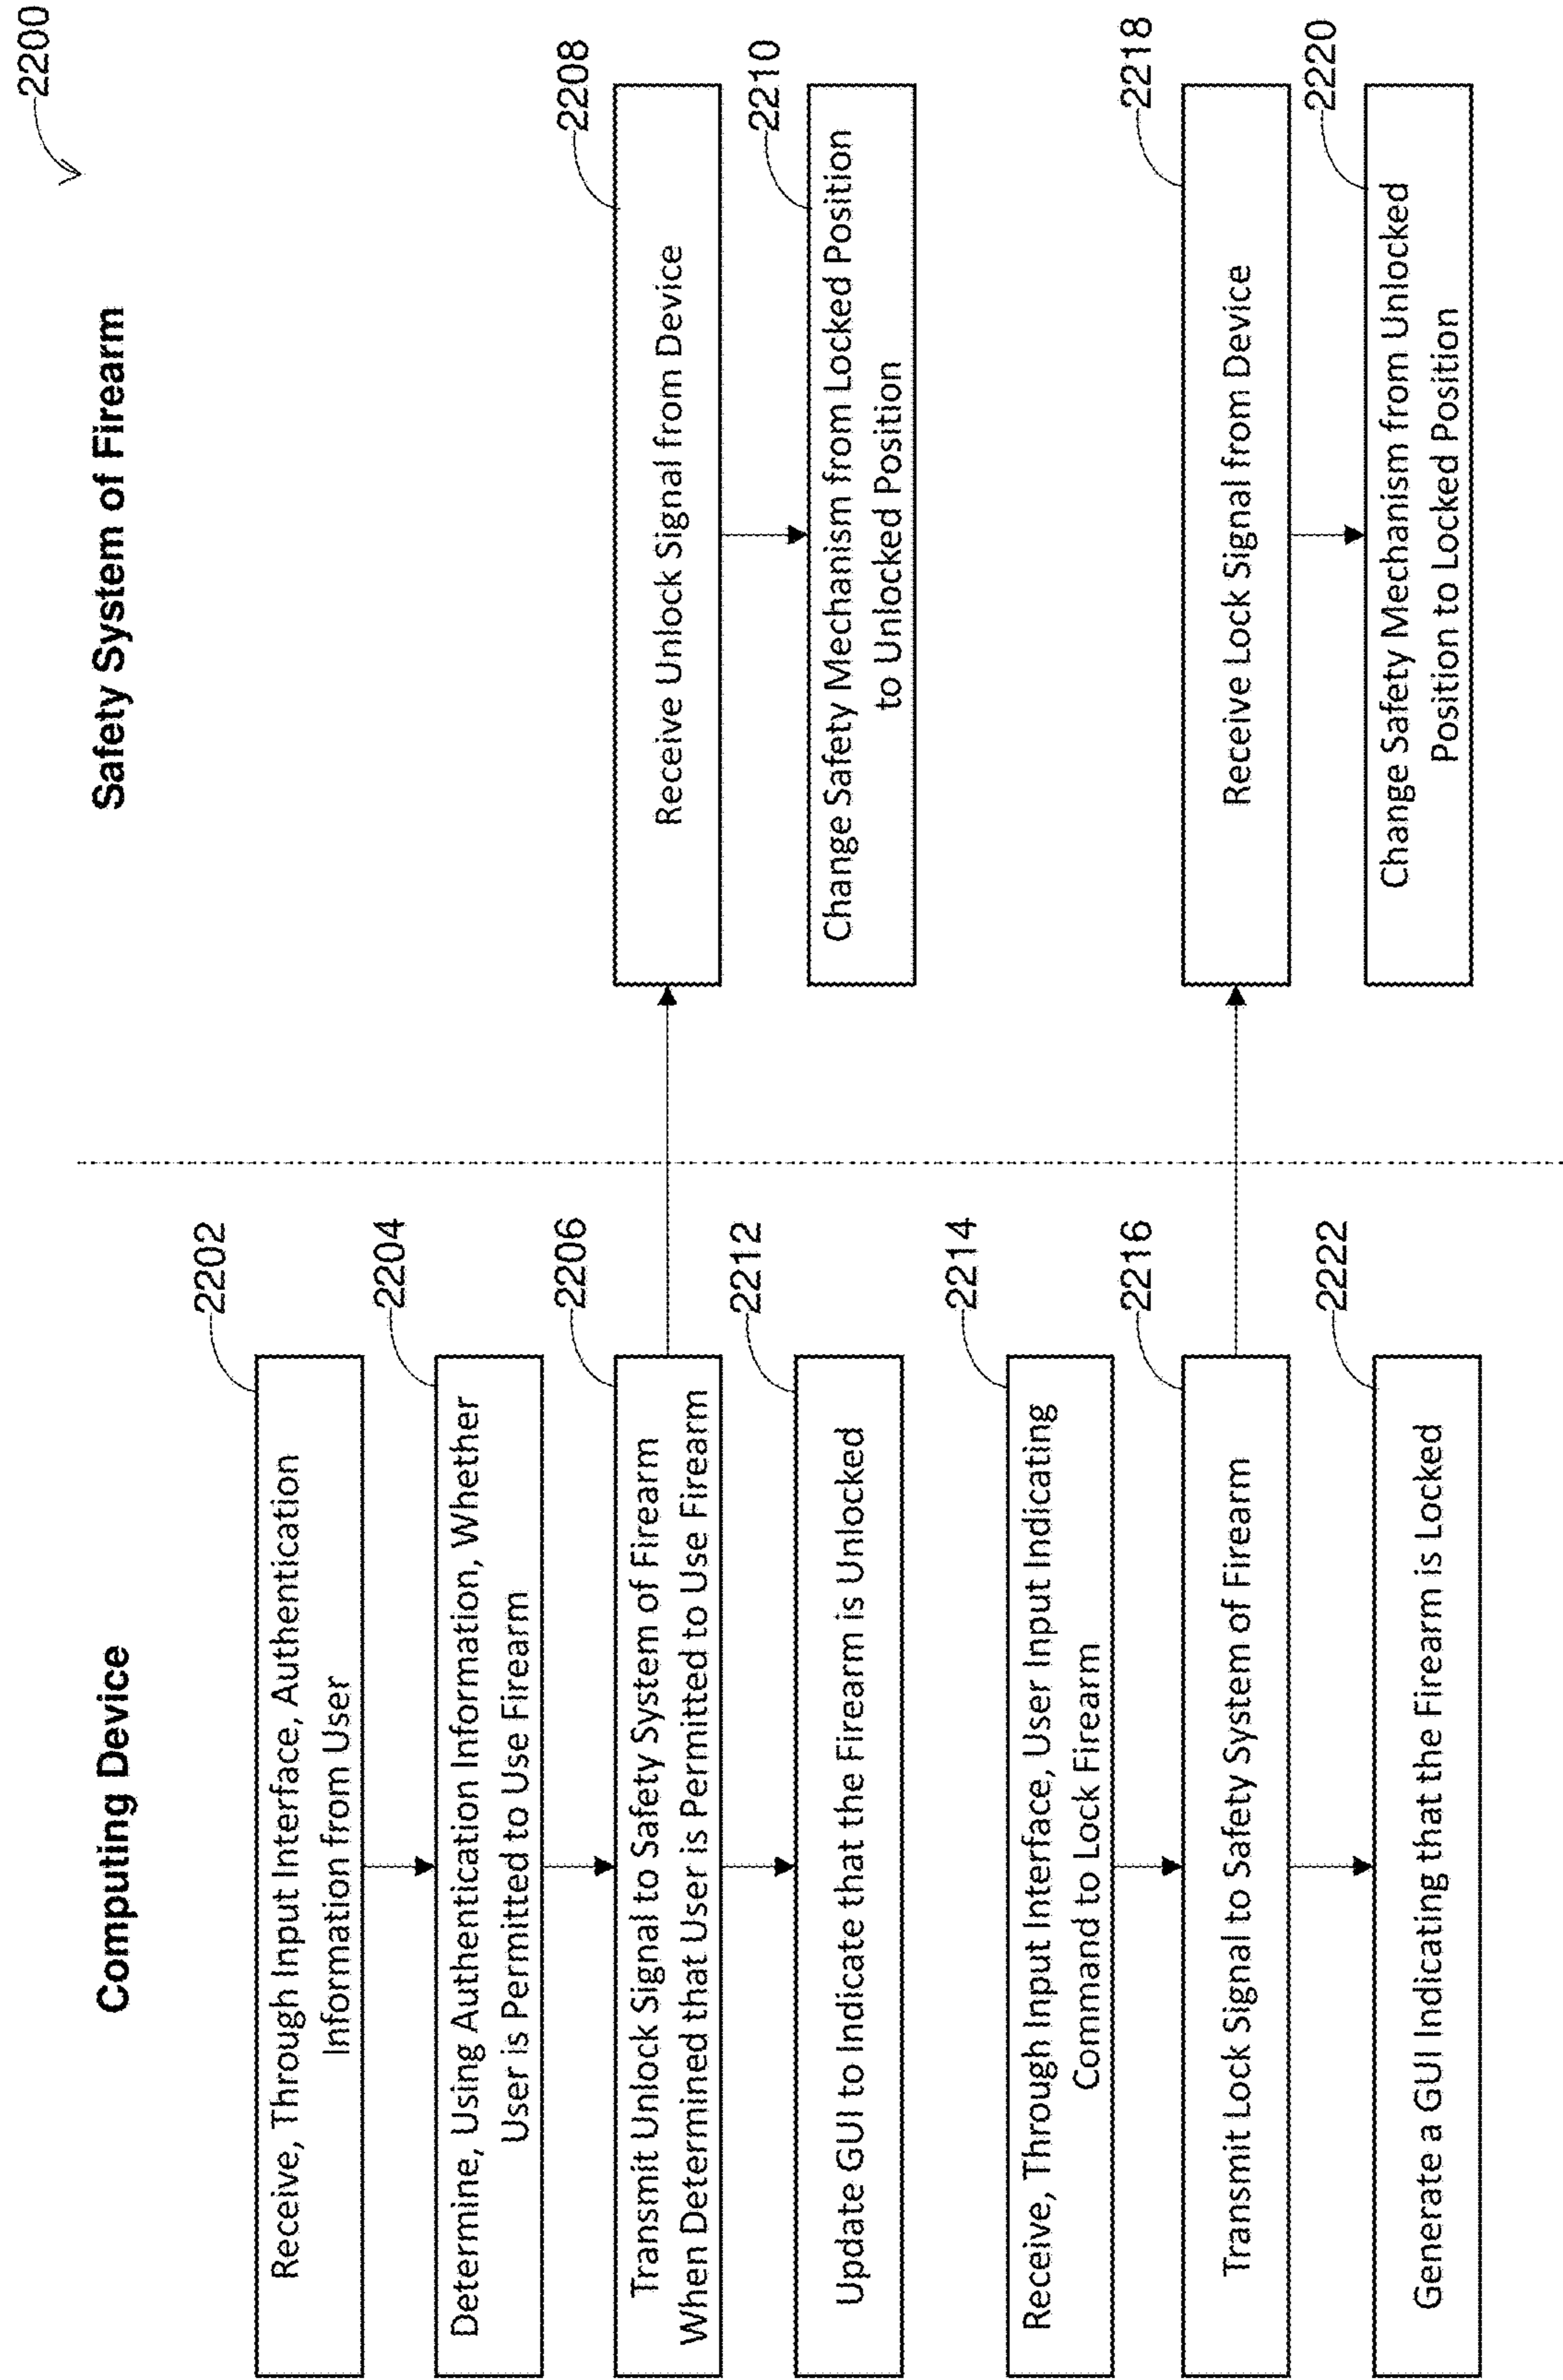 2200
Computing Device
Safety System of Firearm
2202
Receive, Through Input Interface, Authentication
Information from User
2204
Determine, Using Authentication Information, Whether
User is Permitted to Use Firearm
2206
Transmit Unlock Signal to Safety System of Firearm
When Determined that User is Permitted to Use Firearm
2208
Receive Unlock Signal from Device
2210
Change Safety Mechanism from Locked Position
to Unlocked Position
2212
Update GUI to Indicate that the Firearm is Unlocked
2214
Receive, Through Input Interface, User Input Indicating
Command to Lock Firearm
2216
Transmit Lock Signal to Safety System of Firearm
2218
Receive Lock Signal from Device
2220
Change Safety Mechanism from Unlocked
Position to Locked Position
2222
Generate a GUI Indicating that the Firearm is Locked